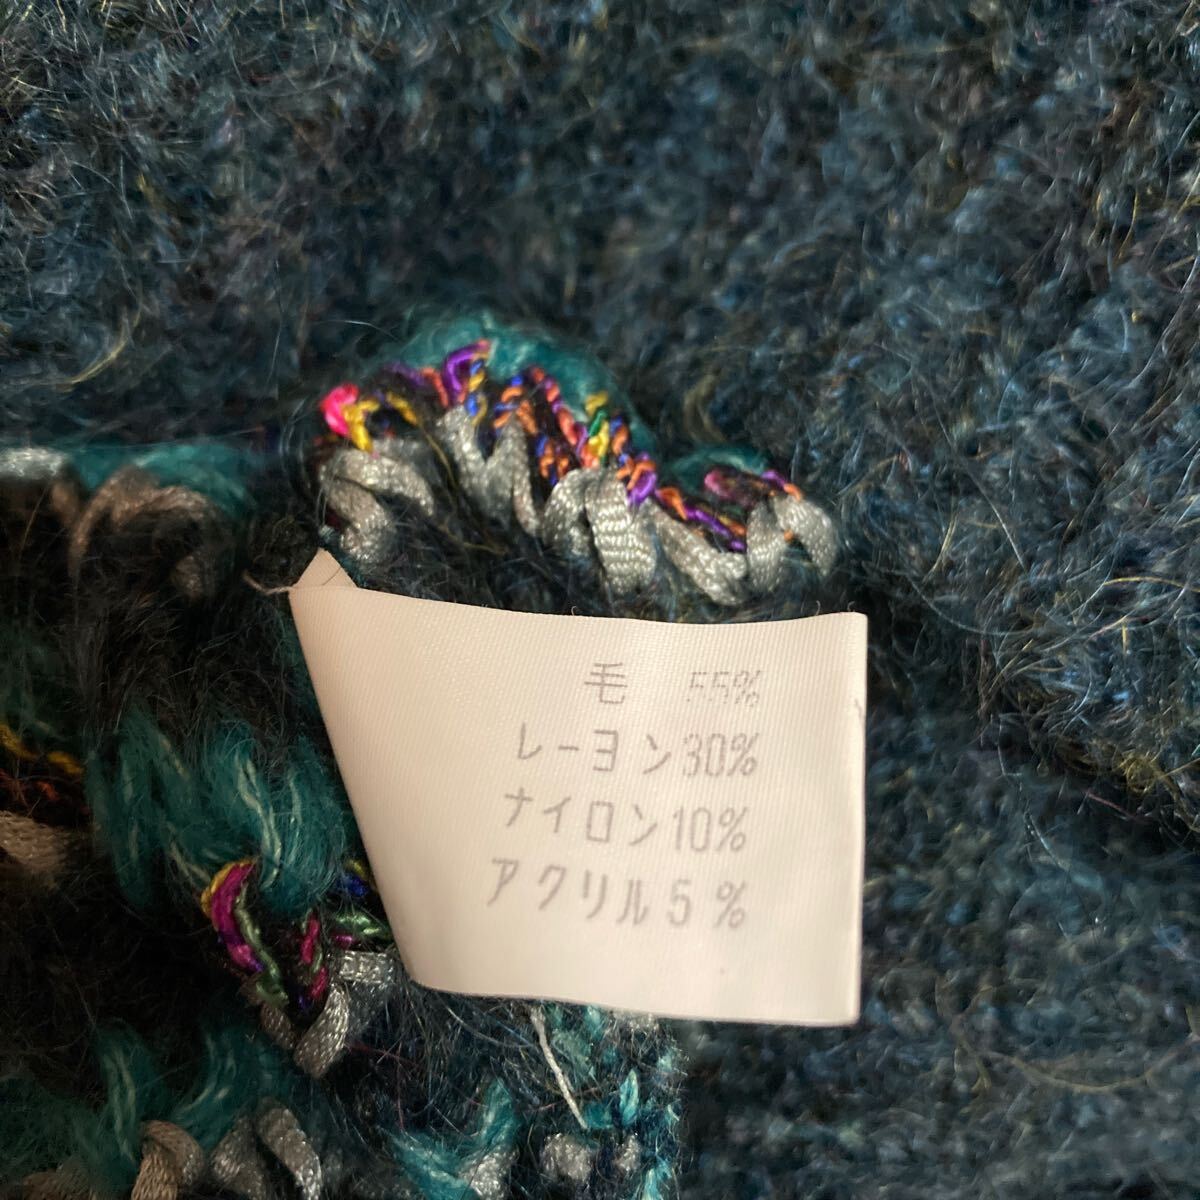 毛 55%
レーヨン30%
ナイロン10%
アクリル5%